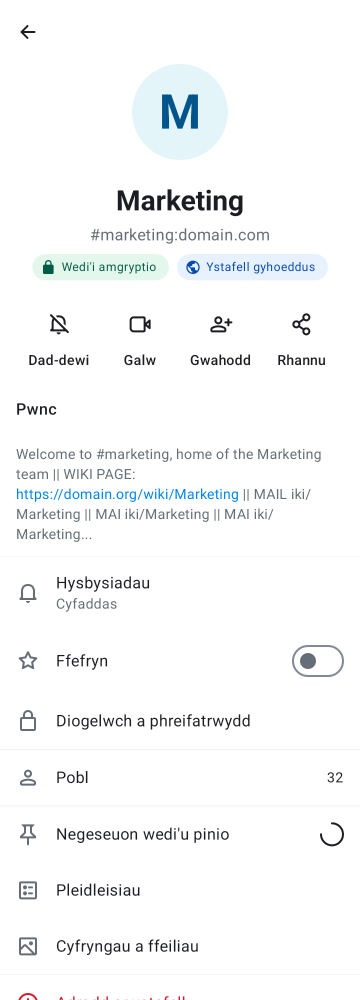 M
Marketing
#marketing:domain.com
Wedi'i amgryptio
Ystafell gyhoeddus
Dad-dewi
Galw
Gwahodd
Rhannu
Pwnc
Welcome to #marketing, home of the Marketing
team || WIKI PAGE:
https://domain.org/wiki/Marketing || MAIL iki/
Marketing || MAI iki/Marketing || MAI iki/
Marketing...
Hysbysiadau
Cyfaddas
Ffefryn
Diogelwch a phreifatrwydd
Pobl 32
Negeseuon wedi'u pinio
Pleidleisiau
Cyfryngau a ffeiliau